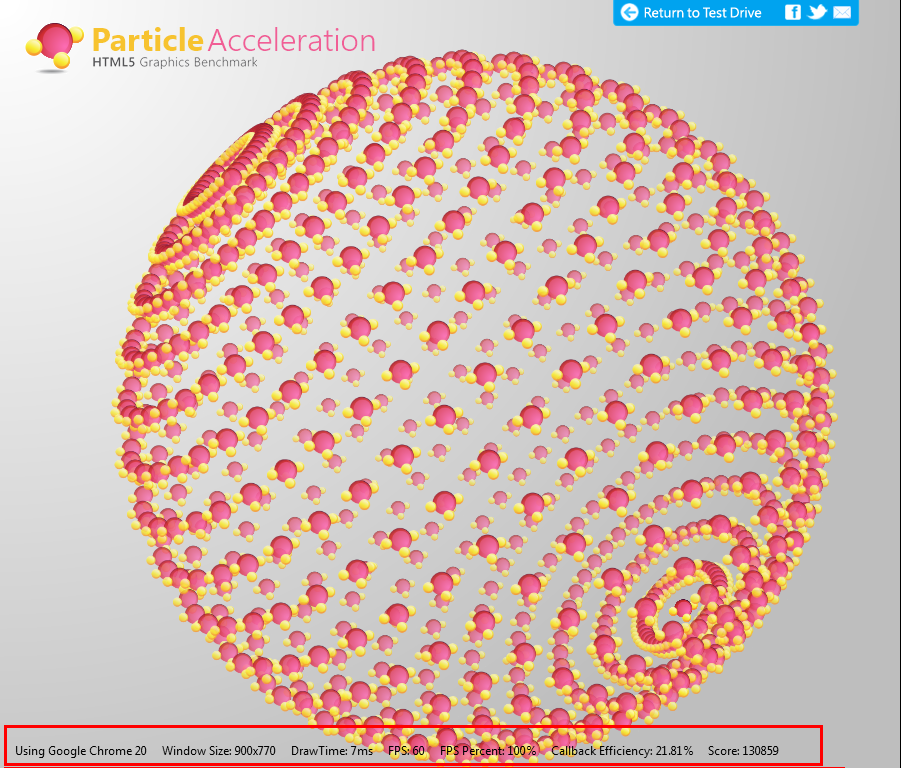 Return to Test Drive
Particle Acceleration
HTML5 Graphics Benchmark
Using Google Chrome 20 Window Size: 900x770 DrawTime: 7ms FPS: 60 FPS Percent: 100% Callback Efficiency: 21.81% Score: 130859